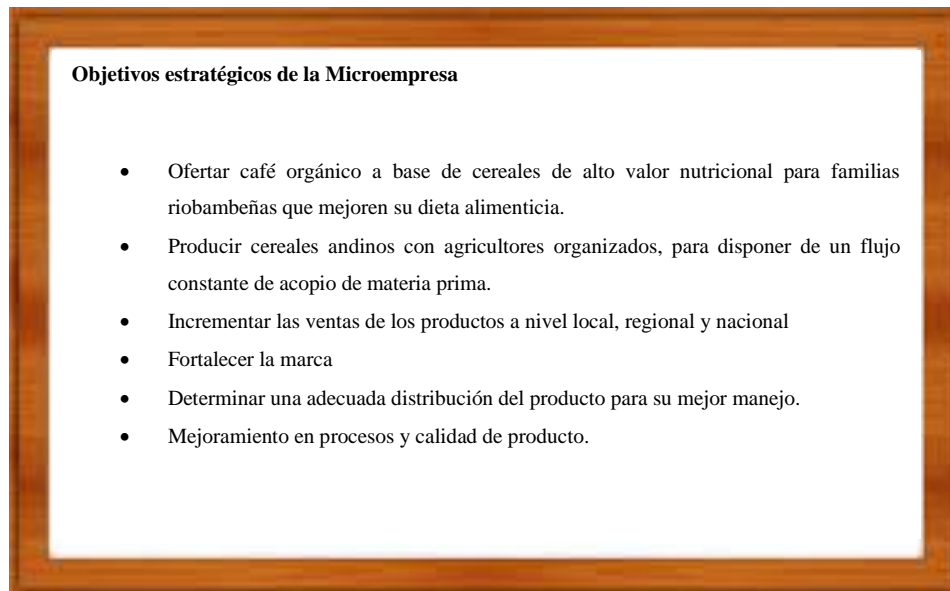 Objetivos estratégicos de la Microempresa
• Ofertar café orgánico a base de cereales de alto valor nutricional para familias
riobambeñas que mejoren su dieta alimenticia.
• Producir cereales andinos con agricultores organizados, para disponer de un flujo
constante de acopio de materia prima.
• Incrementar las ventas de los productos a nivel local, regional y nacional
• Fortalecer la marca
• Determinar una adecuada distribución del producto para su mejor manejo.
• Mejoramiento en procesos y calidad de producto.